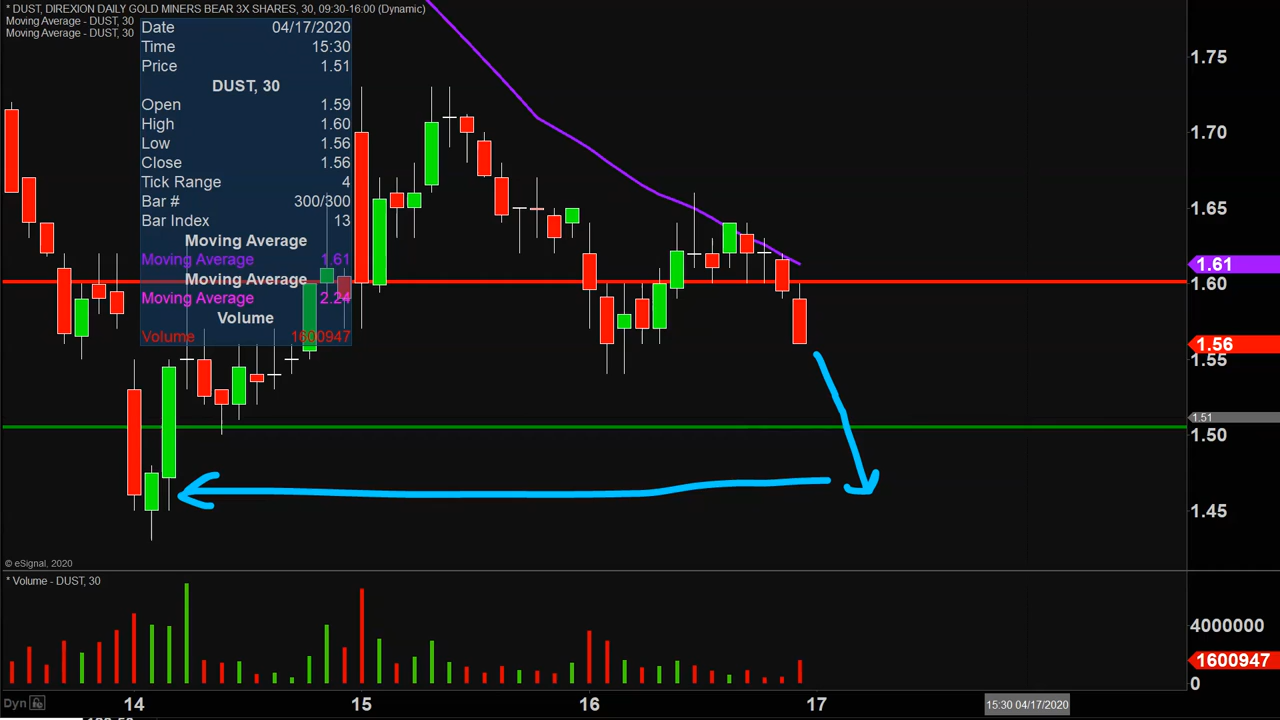 * DUST, DIREXION DAILY GOLD MINERS BEAR 3X SHARES, 30, 09:30-16:00 (Dynamic)
Moving Average - DUST, 30
Moving Average - DUST, 30
Date 04/17/2020
Time 15:30
Price 1.51
DUST, 30
Open 1.59
High 1.60
Low 1.56
Close 1.56
Tick Range 4
Bar # 300/300
Bar Index 13
Moving Average
Moving Average 1.61
Moving Average
Moving Average 2.24
Volume
Volume 1600947
1.75
1.70
1.65
1.61
1.60
1.56
1.55
1.51
1.50
1.45
© eSignal, 2020
* Volume - DUST, 30
4000000
1600947
0
Dyn 14 15 16 17 15:30 04/17/2020